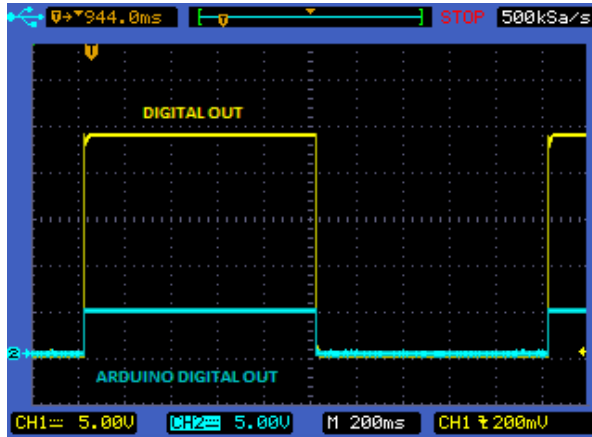 944.0ms STOP 500kSa/s
T
DIGITAL OUT
2
ARDUINO DIGITAL OUT
CH1 5.00V CH2 5.00V M 200ms CH1 200mV